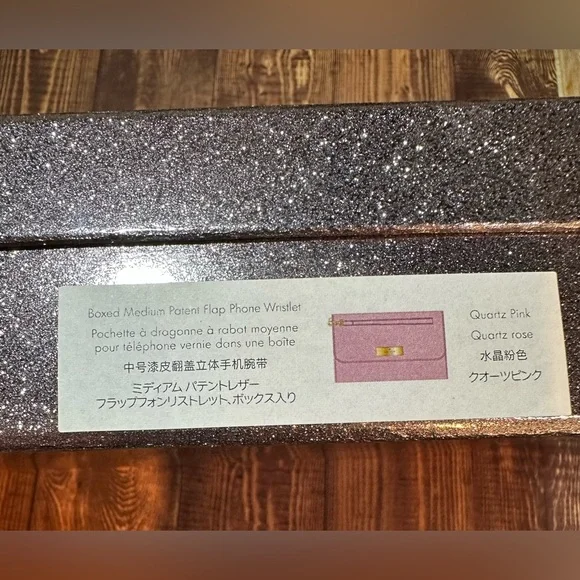 Boxed Medium Patent Flap Phone Wristlet
Pochette à dragonne à rabat moyenne
pour téléphone vernie dans une boîte
中号漆皮翻盖立体手机腕带
ミディアム パテントレザー
フラップフォンリストレット、ボックス入り
Quartz Pink
Quartz rose
水晶粉色
クオーツピンク